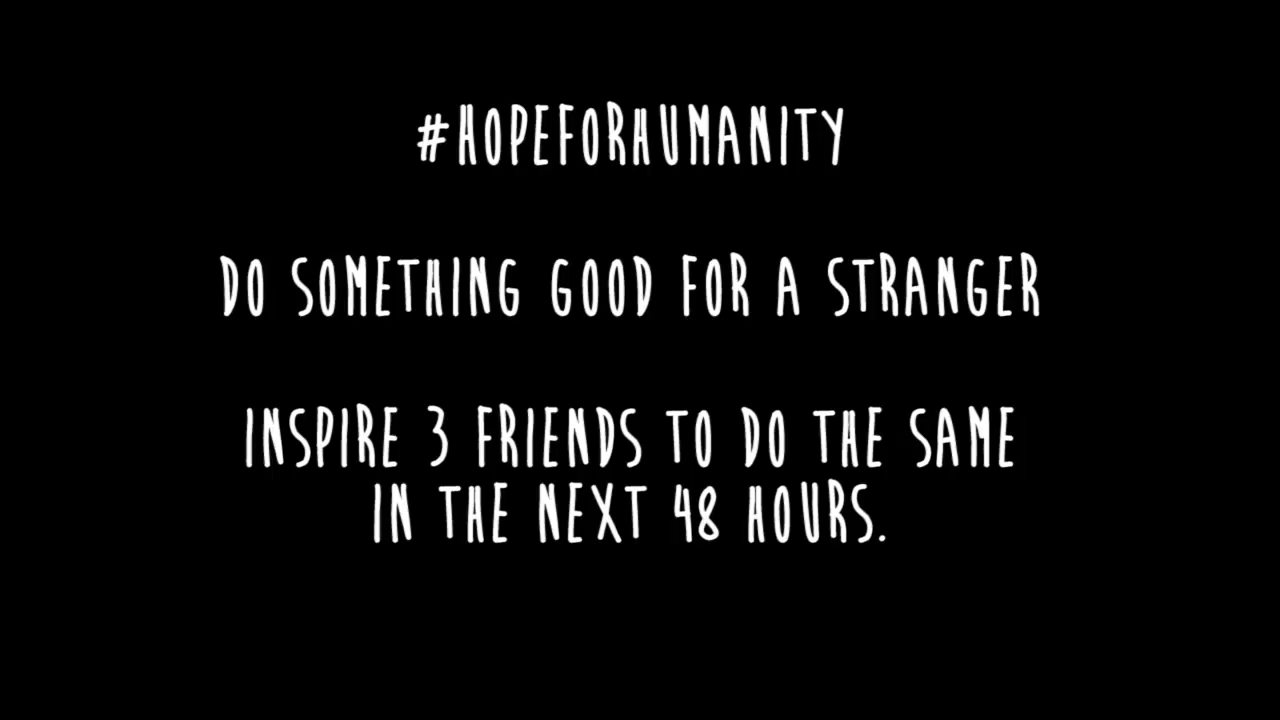 #HOPEFORHUMANITY
DO SOMETHING GOOD FOR A STRANGER
INSPIRE 3 FRIENDS TO DO THE SAME
IN THE NEXT 48 HOURS.